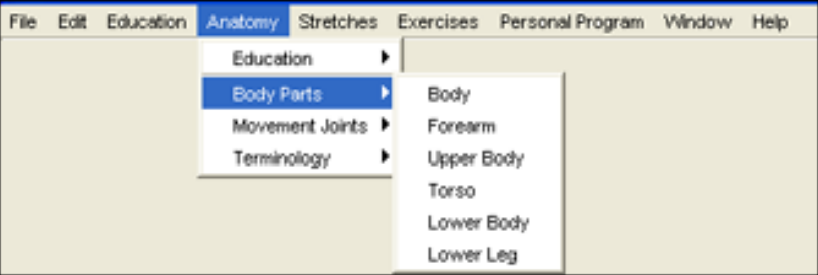 File Edit Education Anatomy Stretches Exercises Personal Program Window Help
Education
Body Parts
Movement Joints
Terminology
Body
Forearm
Upper Body
Torso
Lower Body
Lower Leg